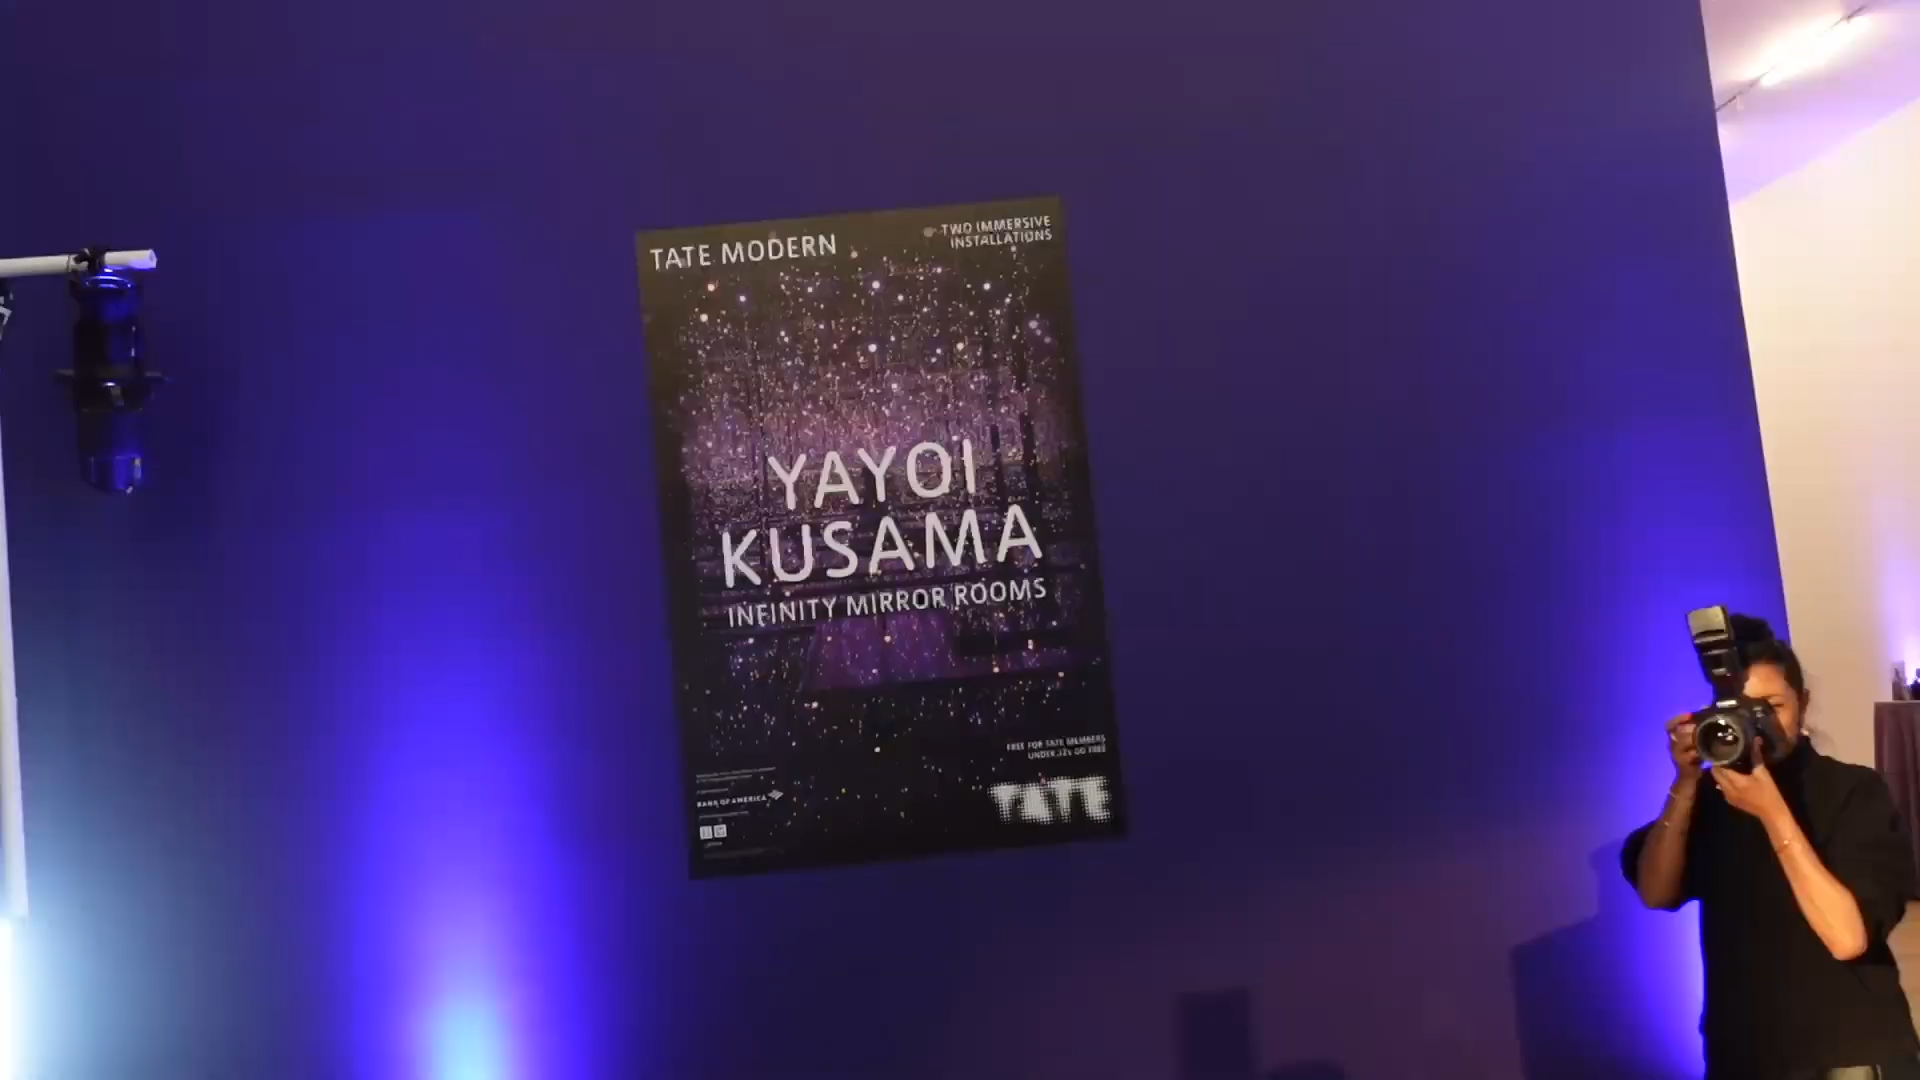 TATE MODERN
TWO IMMERSIVE
INSTALLATIONS
YAYOI
KUSAMA
INFINITY MIRROR ROOMS
FREE FOR TATE MEMBERS
UNDER 12s GO FREE
BANK OF AMERICA
TATE